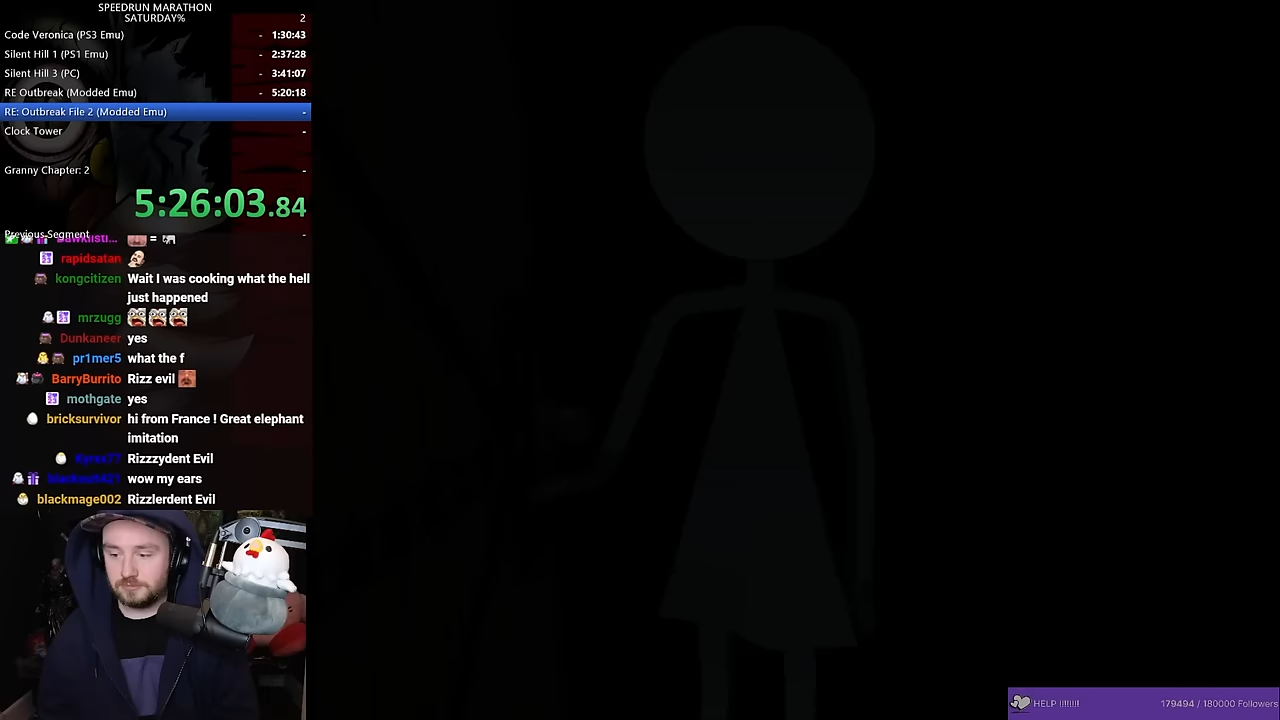 SPEEDRUN MARATHON
SATURDAY%
2
Code Veronica (PS3 Emu) - 1:30:43
Silent Hill 1 (PS1 Emu) - 2:37:28
Silent Hill 3 (PC) - 3:41:07
RE Outbreak (Modded Emu) - 5:20:18
RE: Outbreak File 2 (Modded Emu) -
Clock Tower -
Granny Chapter: 2 -
5:26:03.84
Previous Segment -
=
rapidsatan
kongcitizen Wait I was cooking what the hell
just happened
mrzugg
Dunkaneer yes
pr1mer5 what the f
BarryBurrito Rizz evil
mothgate yes
bricksurvivor hi from France ! Great elephant
imitation
Rizzzydent Evil
wow my ears
blackmage002 Rizzlerdent Evil
HELP !!!!!!! 179494 / 180000 Followers